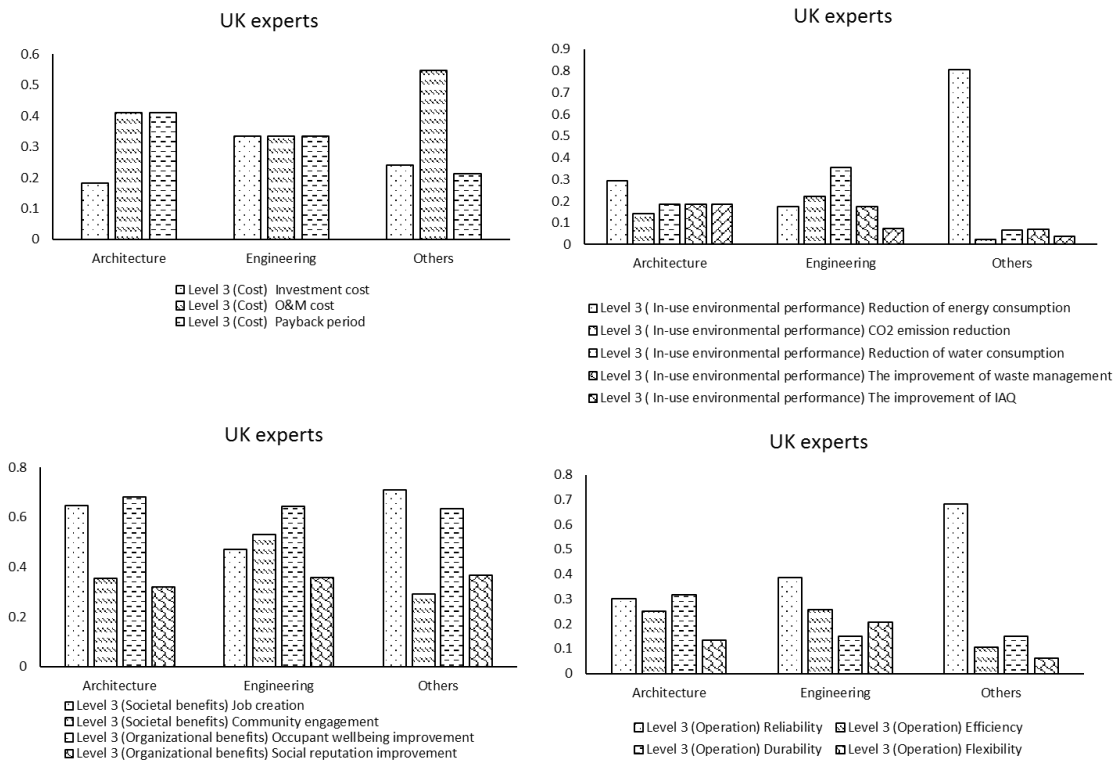 UK experts
0.6
0.5
0.4
0.3
0.2
0.1
0
Architecture
Engineering
Others
Level 3 (Cost) Investment cost
Level 3 (Cost) O&M cost
Level 3 (Cost) Payback period
UK experts
0.9
0.8
0.7
0.6
0.5
0.4
0.3
0.2
0.1
0
Architecture
Engineering
Others
Level 3 ( In-use environmental performance) Reduction of energy consumption
Level 3 ( In-use environmental performance) CO2 emission reduction
Level 3 ( In-use environmental performance) Reduction of water consumption
Level 3 ( In-use environmental performance) The improvement of waste management
Level 3 ( In-use environmental performance) The improvement of IAQ
UK experts
0.8
0.6
0.4
0.2
0
Architecture
Engineering
Others
Level 3 (Societal benefits) Job creation
Level 3 (Societal benefits) Community engagement
Level 3 (Organizational benefits) Occupant wellbeing improvement
Level 3 (Organizational benefits) Social reputation improvement
UK experts
0.8
0.7
0.6
0.5
0.4
0.3
0.2
0.1
0
Architecture
Engineering
Others
Level 3 (Operation) Reliability
Level 3 (Operation) Efficiency
Level 3 (Operation) Durability
Level 3 (Operation) Flexibility